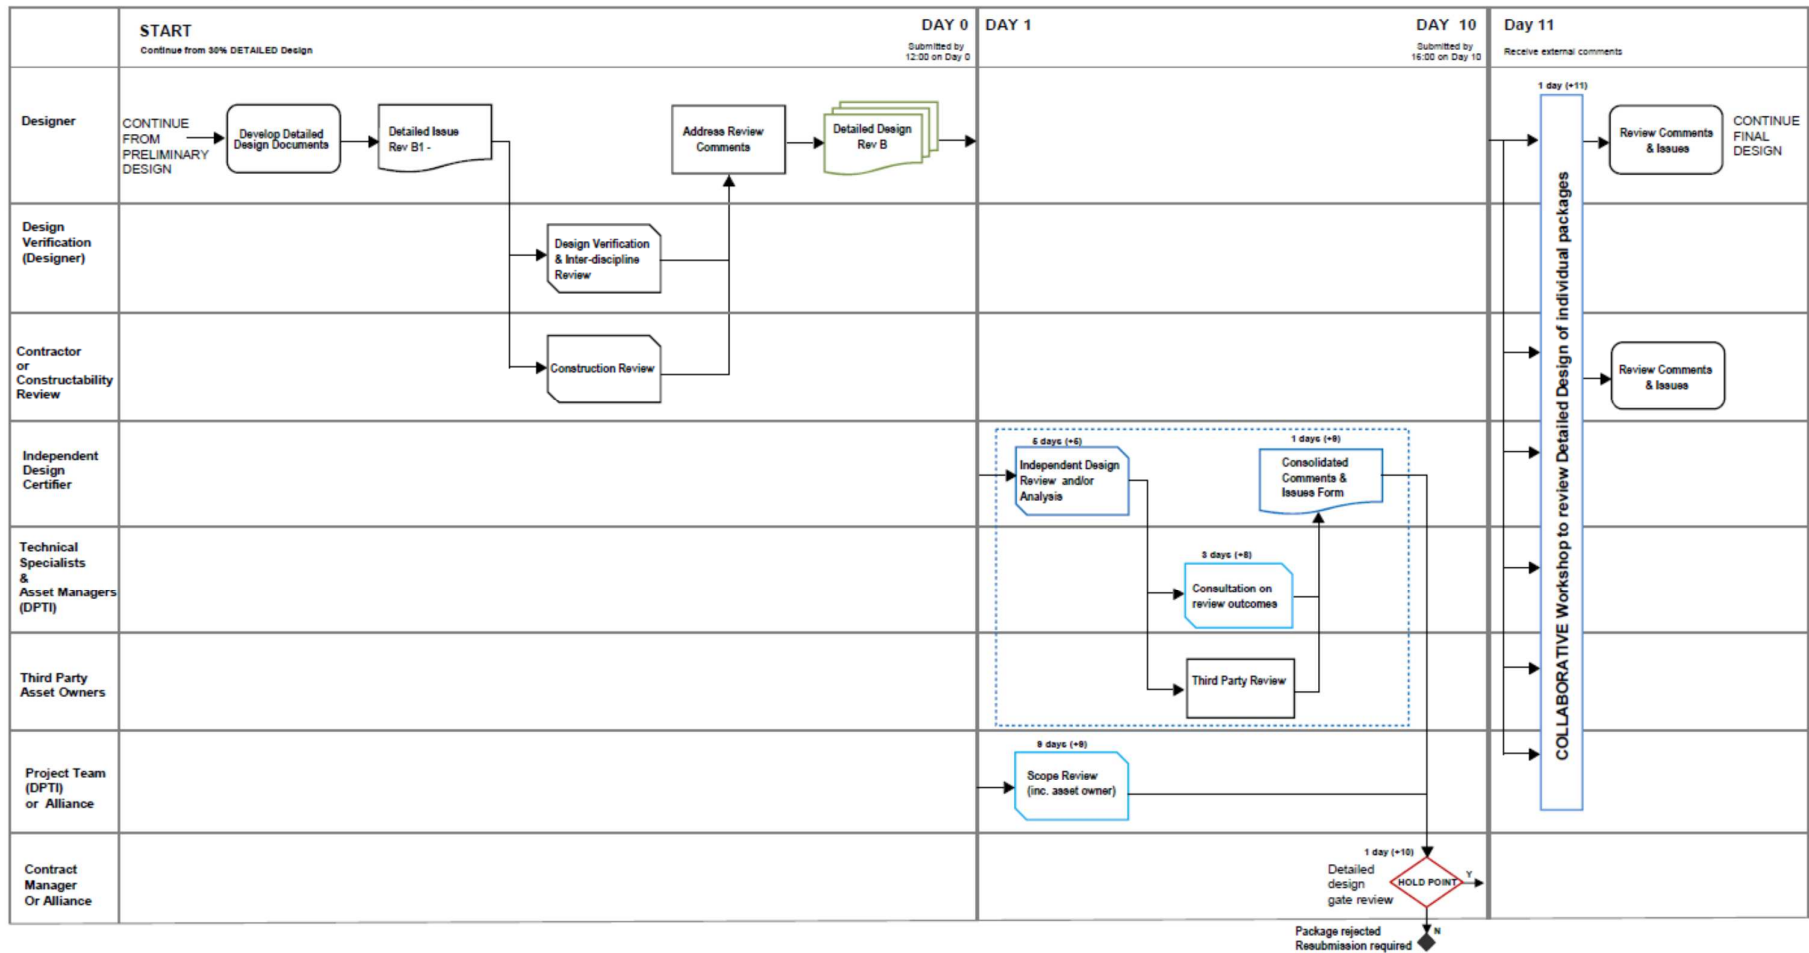 START
Continue from 30% DETAILED Design
DAY 0
Submitted by
12:00 on Day 0
DAY 1
DAY 10
Submitted by
15:00 on Day 10
Day 11
Receive external comments
Designer
CONTINUE
FROM
PRELIMINARY
DESIGN
Develop Detailed
Design Documents
Detailed Issue
Rev B1 -
Address Review
Comments
Detailed Design
Rev B
1 day (+11)
COLLABORATIVE Workshop to review Detailed Design of individual packages
Review Comments
& Issues
CONTINUE
FINAL
DESIGN
Design
Verification
(Designer)
Design Verification
& Inter-discipline
Review
Contractor
or
Constructability
Review
Construction Review
Review Comments
& Issues
Independent
Design
Certifier
5 days (+5)
Independent Design
Review and/or
Analysis
1 days (+9)
Consolidated
Comments &
Issues Form
Technical
Specialists
&
Asset Managers
(DPTI)
3 days (+8)
Consultation on
review outcomes
Third Party
Asset Owners
Third Party Review
Project Team
(DPTI)
or Alliance
9 days (+9)
Scope Review
(inc. asset owner)
Contract
Manager
Or Alliance
1 day (+10)
Detailed
design
gate review
HOLD POINT
Y
N
Package rejected
Resubmission required